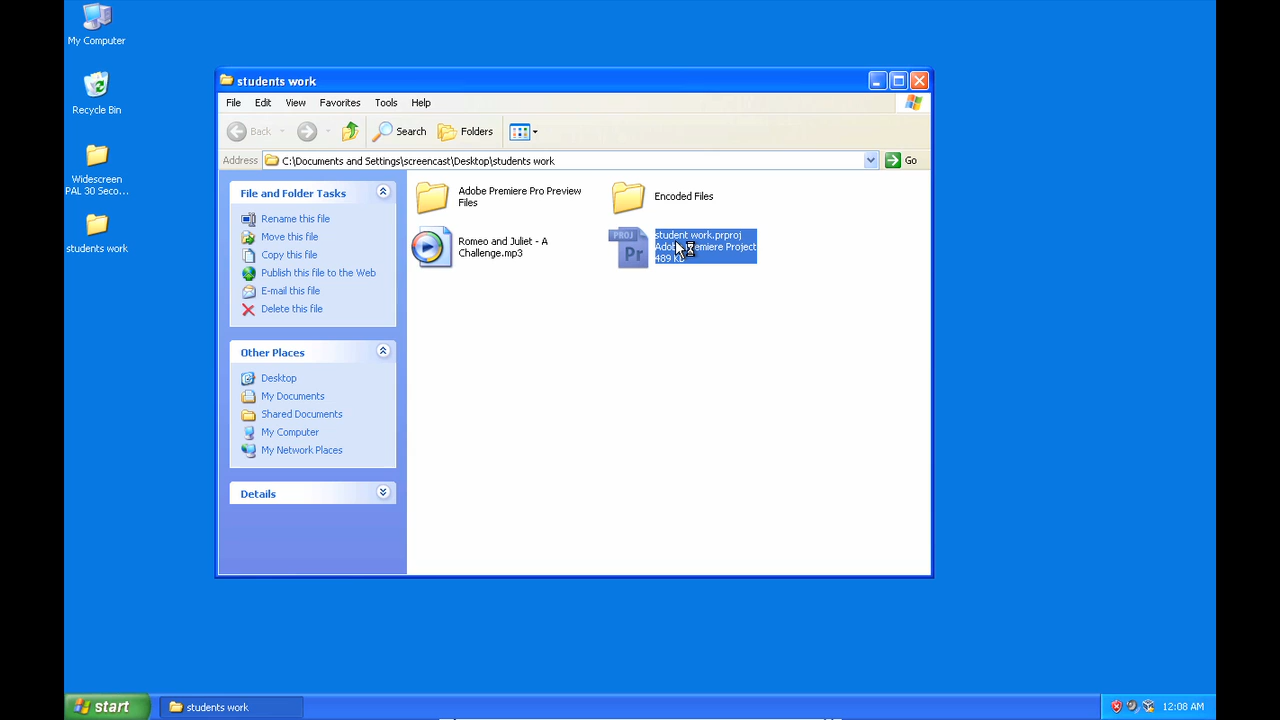 My Computer
Recycle Bin
Widescreen
PAL 30 Seco...
students work
students work
File Edit View Favorites Tools Help
Back Search Folders
Address C:\Documents and Settings\screencast\Desktop\students work Go
File and Folder Tasks
Rename this file
Move this file
Copy this file
Publish this file to the Web
E-mail this file
Delete this file
Other Places
Desktop
My Documents
Shared Documents
My Computer
My Network Places
Details
Adobe Premiere Pro Preview
Files
Encoded Files
Romeo and Juliet - A
Challenge.mp3
PROJ
Pr
student work.prproj
Project
489
start students work 12:08 AM